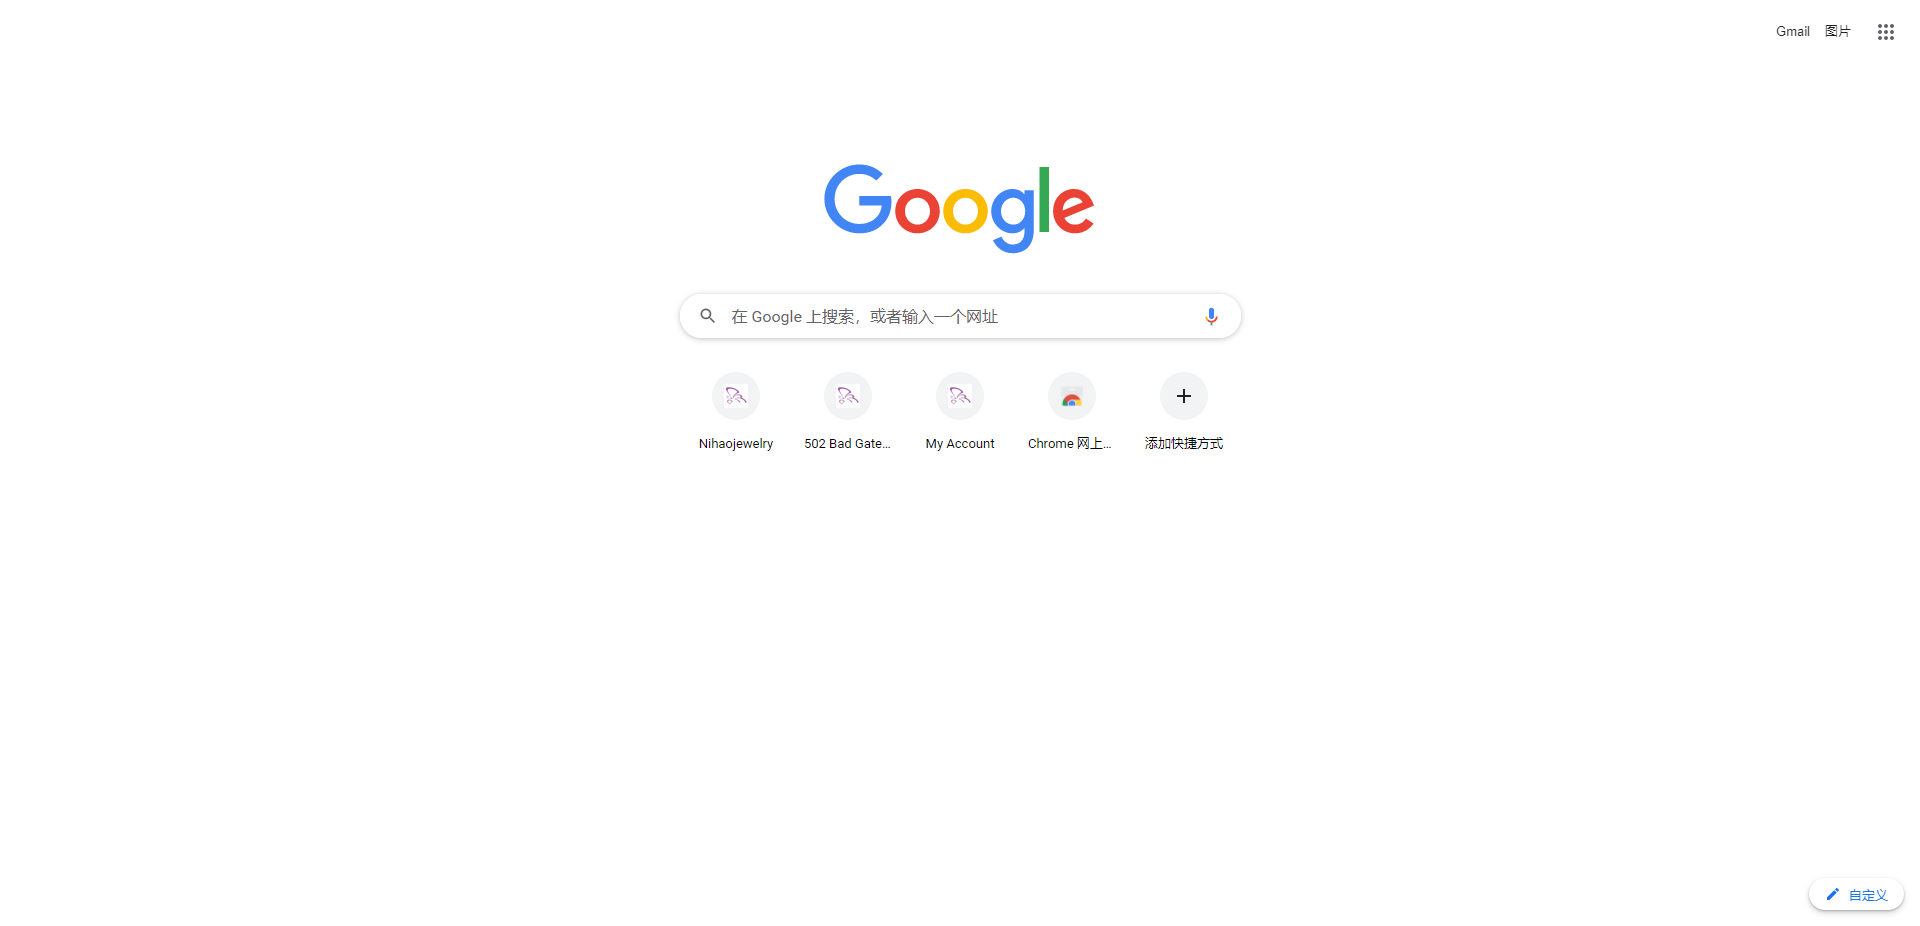 Gmail 图片
Google
在 Google 上搜索，或者输入一个网址
Nihaojewelry 502 Bad Gate... My Account Chrome 网上... 添加快捷方式
自定义